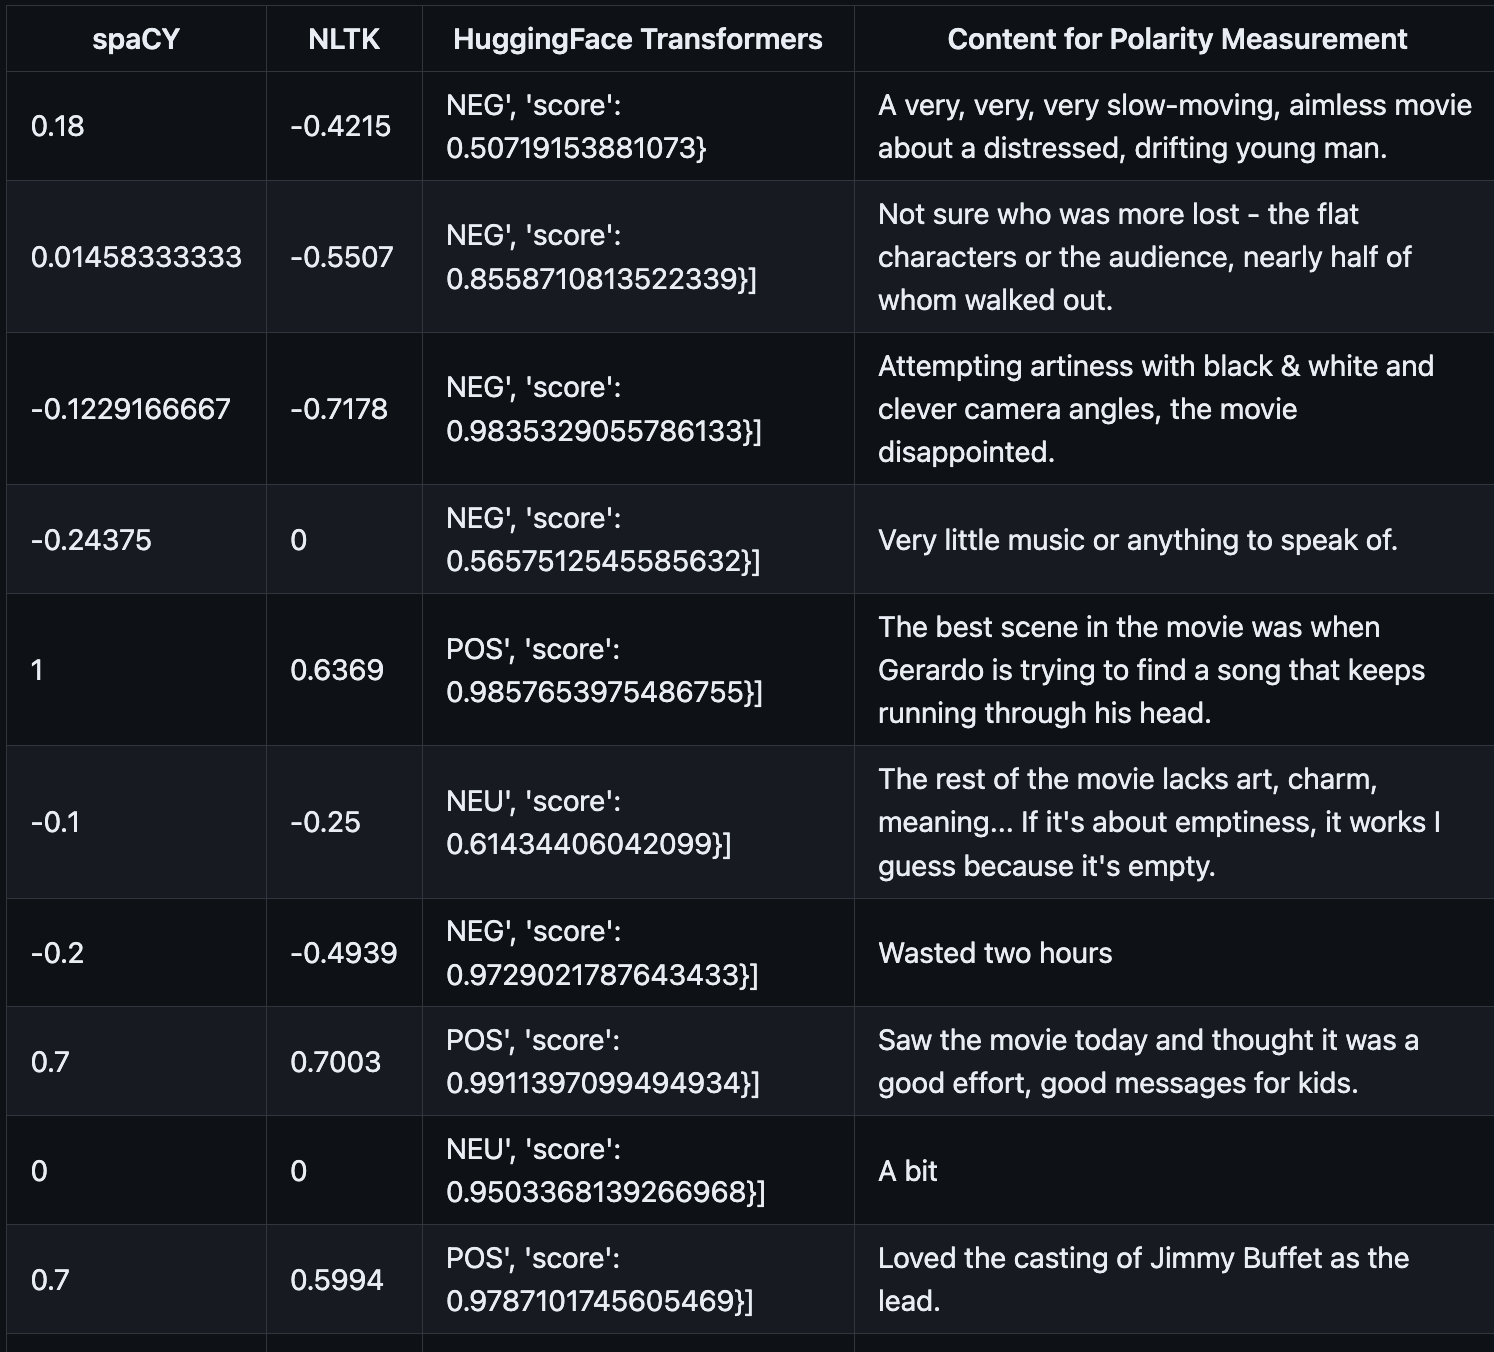 spaCY NLTK HuggingFace Transformers Content for Polarity Measurement
0.18 -0.4215 NEG', 'score': 0.50719153881073} A very, very, very slow-moving, aimless movie about a distressed, drifting young man.
0.01458333333 -0.5507 NEG', 'score': 0.8558710813522339}] Not sure who was more lost - the flat characters or the audience, nearly half of whom walked out.
-0.1229166667 -0.7178 NEG', 'score': 0.9835329055786133}] Attempting artiness with black & white and clever camera angles, the movie disappointed.
-0.24375 0 NEG', 'score': 0.5657512545585632}] Very little music or anything to speak of.
1 0.6369 POS', 'score': 0.9857653975486755}] The best scene in the movie was when Gerardo is trying to find a song that keeps running through his head.
-0.1 -0.25 NEU', 'score': 0.61434406042099}] The rest of the movie lacks art, charm, meaning... If it's about emptiness, it works I guess because it's empty.
-0.2 -0.4939 NEG', 'score': 0.9729021787643433}] Wasted two hours
0.7 0.7003 POS', 'score': 0.9911397099494934}] Saw the movie today and thought it was a good effort, good messages for kids.
0 0 NEU', 'score': 0.9503368139266968}] A bit
0.7 0.5994 POS', 'score': 0.9787101745605469}] Loved the casting of Jimmy Buffet as the lead.